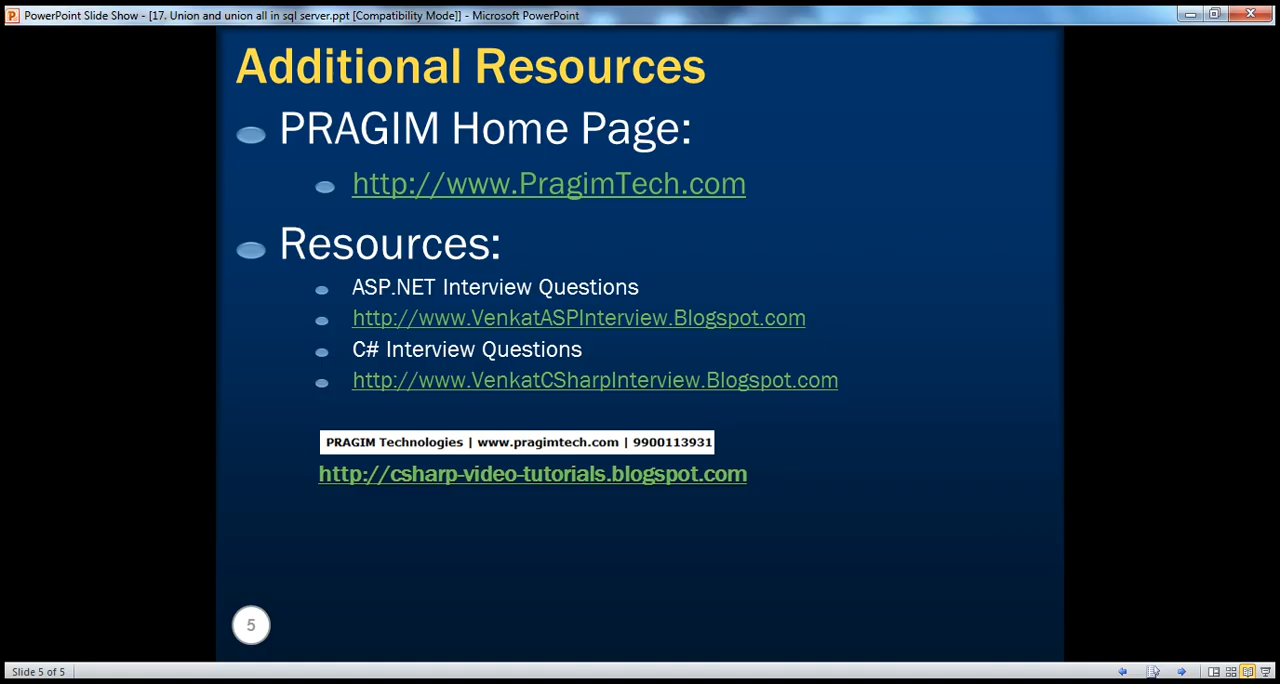 PowerPoint Slide Show - [17. Union and union all in sql server.ppt [Compatibility Mode]] - Microsoft PowerPoint
Additional Resources
PRAGIM Home Page:
http://www.PragimTech.com
Resources:
ASP.NET Interview Questions
http://www.VenkatASPInterview.Blogspot.com
C# Interview Questions
http://www.VenkatCSharpInterview.Blogspot.com
PRAGIM Technologies | www.pragimtech.com | 9900113931
http://csharp-video-tutorials.blogspot.com
5
Slide 5 of 5